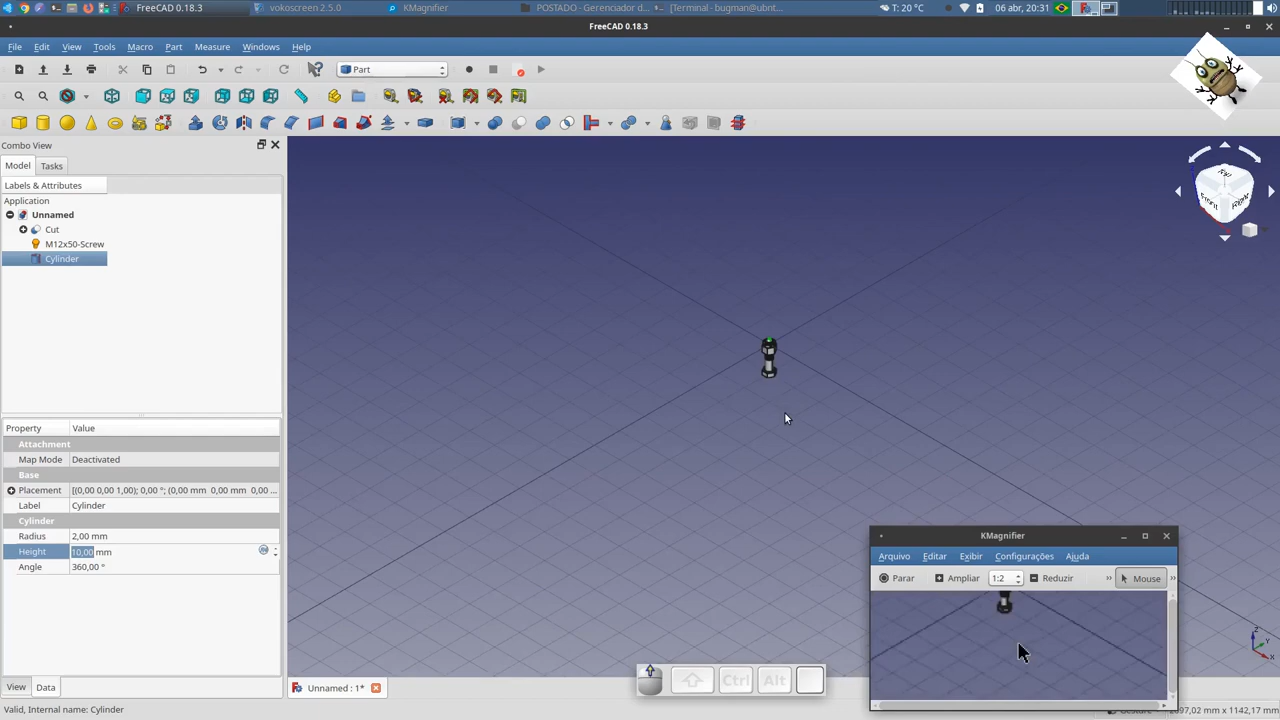 FreeCAD 0.18.3
vokoscreen 2.5.0
KMagnifier
POSTADO - Gerenciador d...
[Terminal - bugman@ubnt...
T: 20 °C
06 abr, 20:31
FreeCAD 0.18.3
File Edit View Tools Macro Part Measure Windows Help
Part
Combo View
Model Tasks
Labels & Attributes
Application
Unnamed
Cut
M12x50-Screw
Cylinder
Front
Right
Property Value
Attachment
Map Mode Deactivated
Base
Placement [(0,00 0,00 1,00); 0,00 °; (0,00 mm 0,00 mm 0,00 ...
Label Cylinder
Cylinder
Radius 2,00 mm
Height 10,00 mm
Angle 360,00 °
KMagnifier
Arquivo Editar Exibir Configurações Ajuda
Parar Ampliar 1:2 Reduzir Mouse
Z
Y
X
Ctrl Alt
View Data
Unnamed : 1*
Valid, Internal name: Cylinder